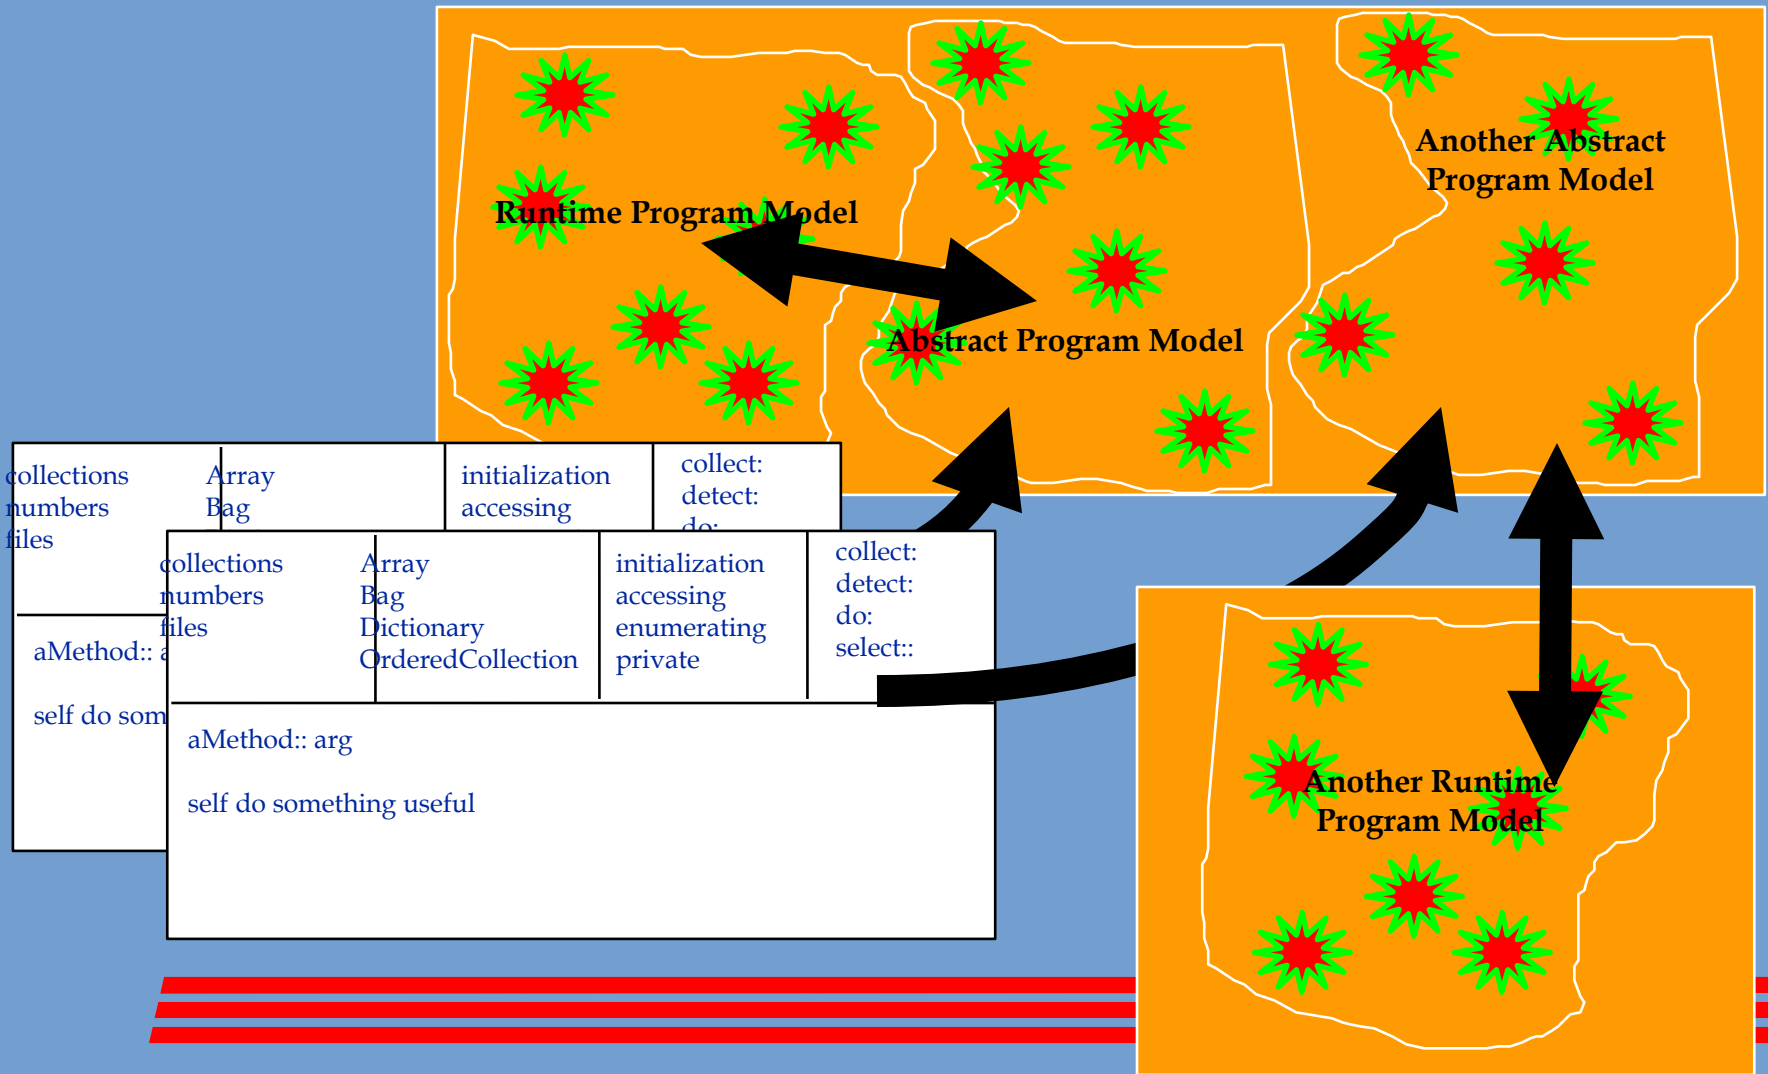 Another Abstract
Program Model
Runtime Program Model
Abstract Program Model
collections
numbers
files
Array
Bag
initialization
accessing
collect:
detect:
do:
aMethod:: a
self do som
collections
numbers
files
Array
Bag
Dictionary
OrderedCollection
initialization
accessing
enumerating
private
collect:
detect:
do:
select::
aMethod:: arg
self do something useful
Another Runtime
Program Model